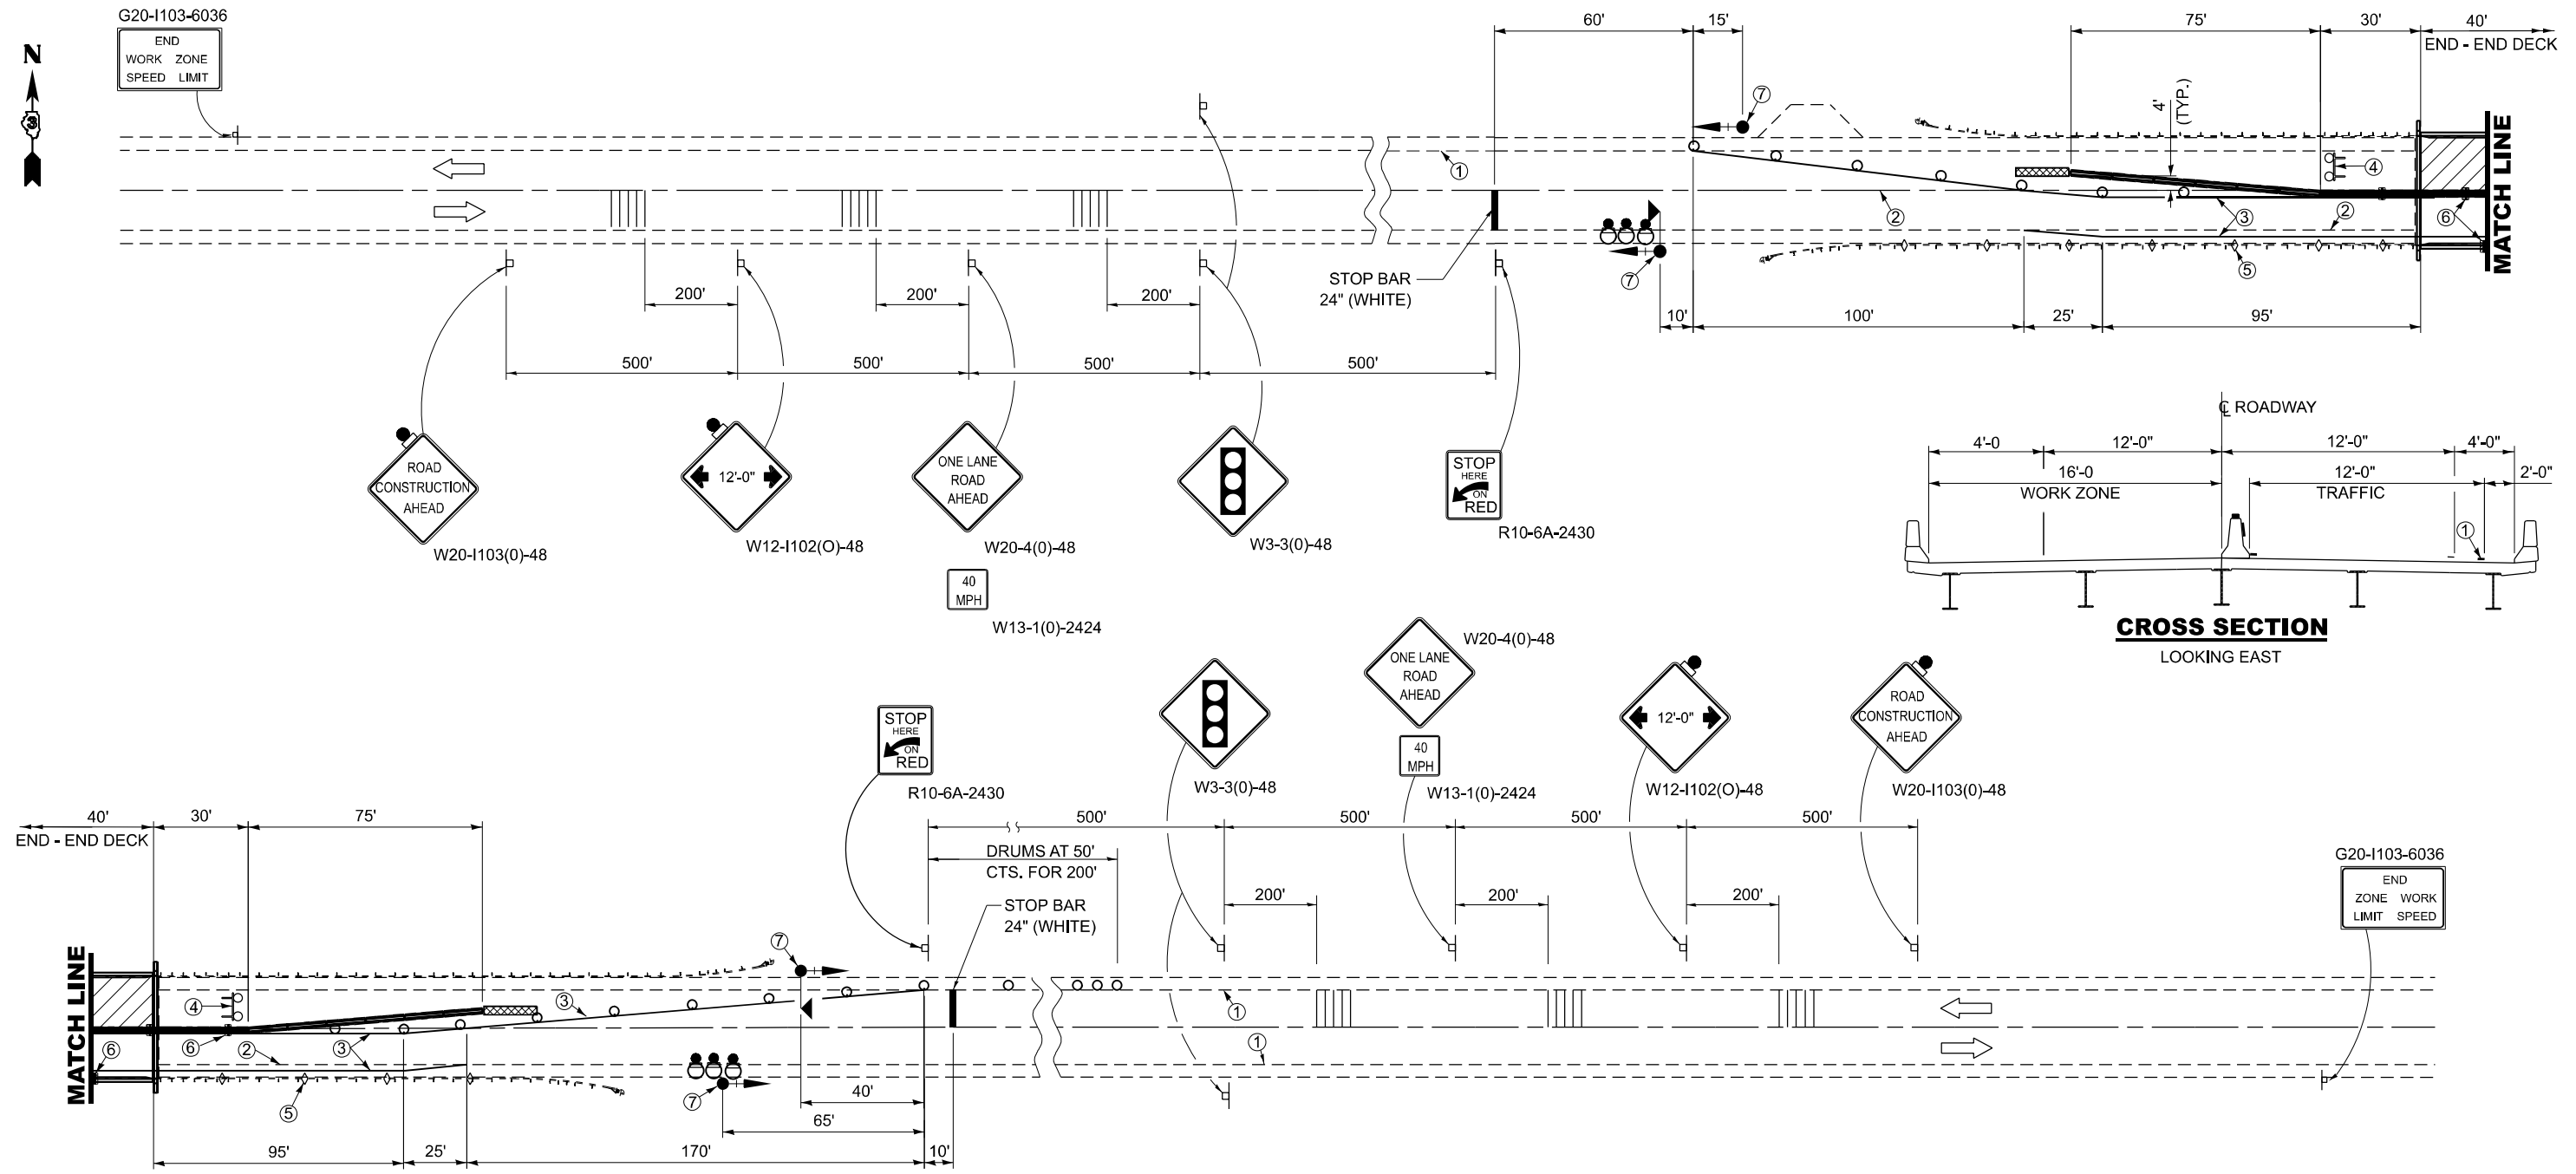 G20-I103-6036
END
WORK ZONE
SPEED LIMIT
N
3
60'
15'
75'
30'
40'
END - END DECK
4'
(TYP.)
7
1
2
3
2
4
6
5
7
MATCH LINE
STOP BAR
24" (WHITE)
200'
200'
200'
10'
100'
25'
95'
500'
500'
500'
500'
ROAD
CONSTRUCTION
AHEAD
W20-I103(0)-48
12'-0"
W12-I102(O)-48
ONE LANE
ROAD
AHEAD
W20-4(0)-48
40
MPH
W13-1(0)-2424
W3-3(0)-48
STOP
HERE
ON
RED
R10-6A-2430
℄ ROADWAY
4'-0
12'-0"
12'-0"
4'-0"
16'-0
WORK ZONE
12'-0"
TRAFFIC
2'-0"
1
CROSS SECTION
LOOKING EAST
STOP
HERE
ON
RED
R10-6A-2430
W3-3(0)-48
ONE LANE
ROAD
AHEAD
W20-4(0)-48
40
MPH
W13-1(0)-2424
12'-0"
W12-I102(O)-48
ROAD
CONSTRUCTION
AHEAD
W20-I103(0)-48
40'
END - END DECK
30'
75'
500'
500'
500'
500'
DRUMS AT 50'
CTS. FOR 200'
STOP BAR
24" (WHITE)
200'
200'
200'
G20-I103-6036
END
ZONE WORK
LIMIT SPEED
MATCH LINE
7
4
3
1
6
6
2
3
1
5
7
40'
65'
95'
25'
170'
10'